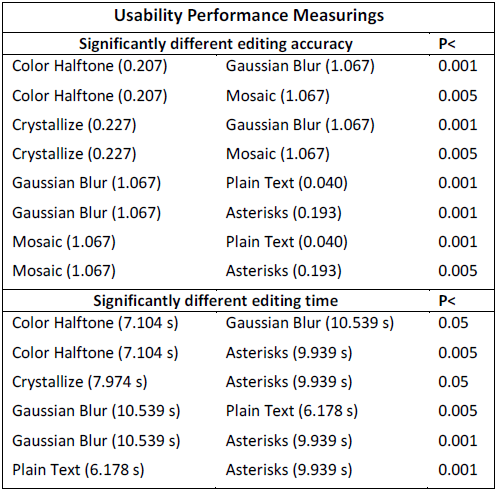 Usability Performance Measurings
Significantly different editing accuracy P<
Color Halftone (0.207) Gaussian Blur (1.067) 0.001
Color Halftone (0.207) Mosaic (1.067) 0.005
Crystallize (0.227) Gaussian Blur (1.067) 0.001
Crystallize (0.227) Mosaic (1.067) 0.005
Gaussian Blur (1.067) Plain Text (0.040) 0.001
Gaussian Blur (1.067) Asterisks (0.193) 0.001
Mosaic (1.067) Plain Text (0.040) 0.001
Mosaic (1.067) Asterisks (0.193) 0.005
Significantly different editing time P<
Color Halftone (7.104 s) Gaussian Blur (10.539 s) 0.05
Color Halftone (7.104 s) Asterisks (9.939 s) 0.005
Crystallize (7.974 s) Asterisks (9.939 s) 0.05
Gaussian Blur (10.539 s) Plain Text (6.178 s) 0.005
Gaussian Blur (10.539 s) Asterisks (9.939 s) 0.001
Plain Text (6.178 s) Asterisks (9.939 s) 0.001